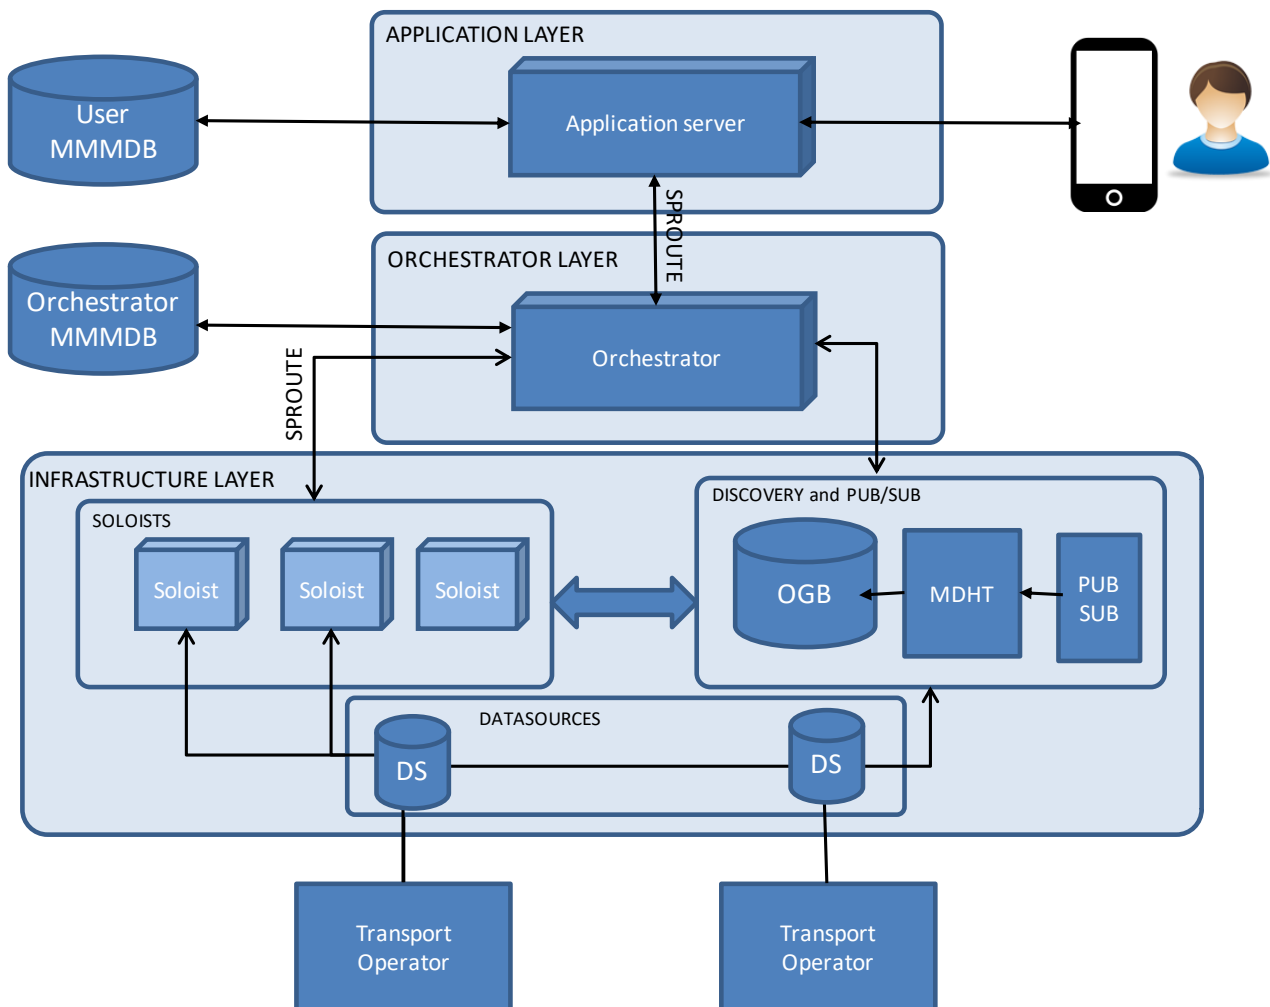 APPLICATION LAYER
User
MMMDB
Application server
SPROUTE
ORCHESTRATOR LAYER
Orchestrator
MMMDB
Orchestrator
SPROUTE
INFRASTRUCTURE LAYER
SOLOISTS
Soloist
Soloist
Soloist
DISCOVERY and PUB/SUB
OGB
MDHT
PUB
SUB
DATASOURCES
DS
DS
Transport
Operator
Transport
Operator